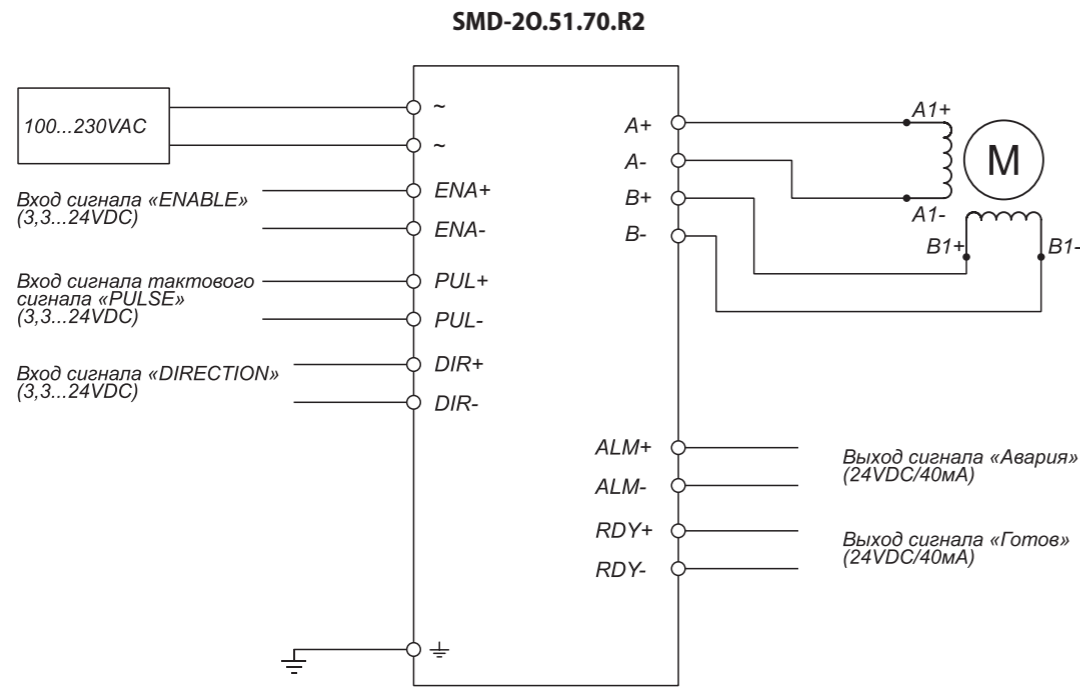 SMD-2O.51.70.R2
100...230VAC
~
~
Вход сигнала «ENABLE»
(3,3...24VDC)
ENA+
ENA-
Вход сигнала тактового
сигнала «PULSE»
(3,3...24VDC)
PUL+
PUL-
Вход сигнала «DIRECTION»
(3,3...24VDC)
DIR+
DIR-
A+
A-
B+
B-
A1+
A1-
M
B1+
B1-
ALM+
ALM-
Выход сигнала «Авария»
(24VDC/40мА)
RDY+
RDY-
Выход сигнала «Готов»
(24VDC/40мА)